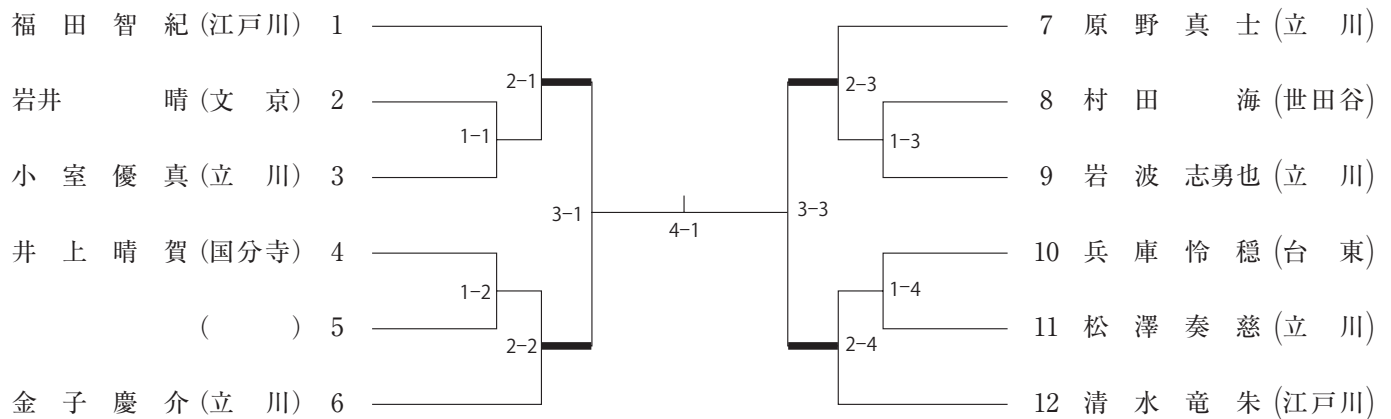 福田智紀(江戸川) 1
2-1
岩井晴(文京) 2
1-1
小室優真(立川) 3
3-1
井上晴賀(国分寺) 4
1-2
( ) 5
2-2
金子慶介(立川) 6
4-1
7 原野真士(立川)
2-3
8 村田海(世田谷)
1-3
9 岩波志勇也(立川)
3-3
10 兵庫怜穏(台東)
1-4
11 松澤奏慈(立川)
2-4
12 清水竜朱(江戸川)